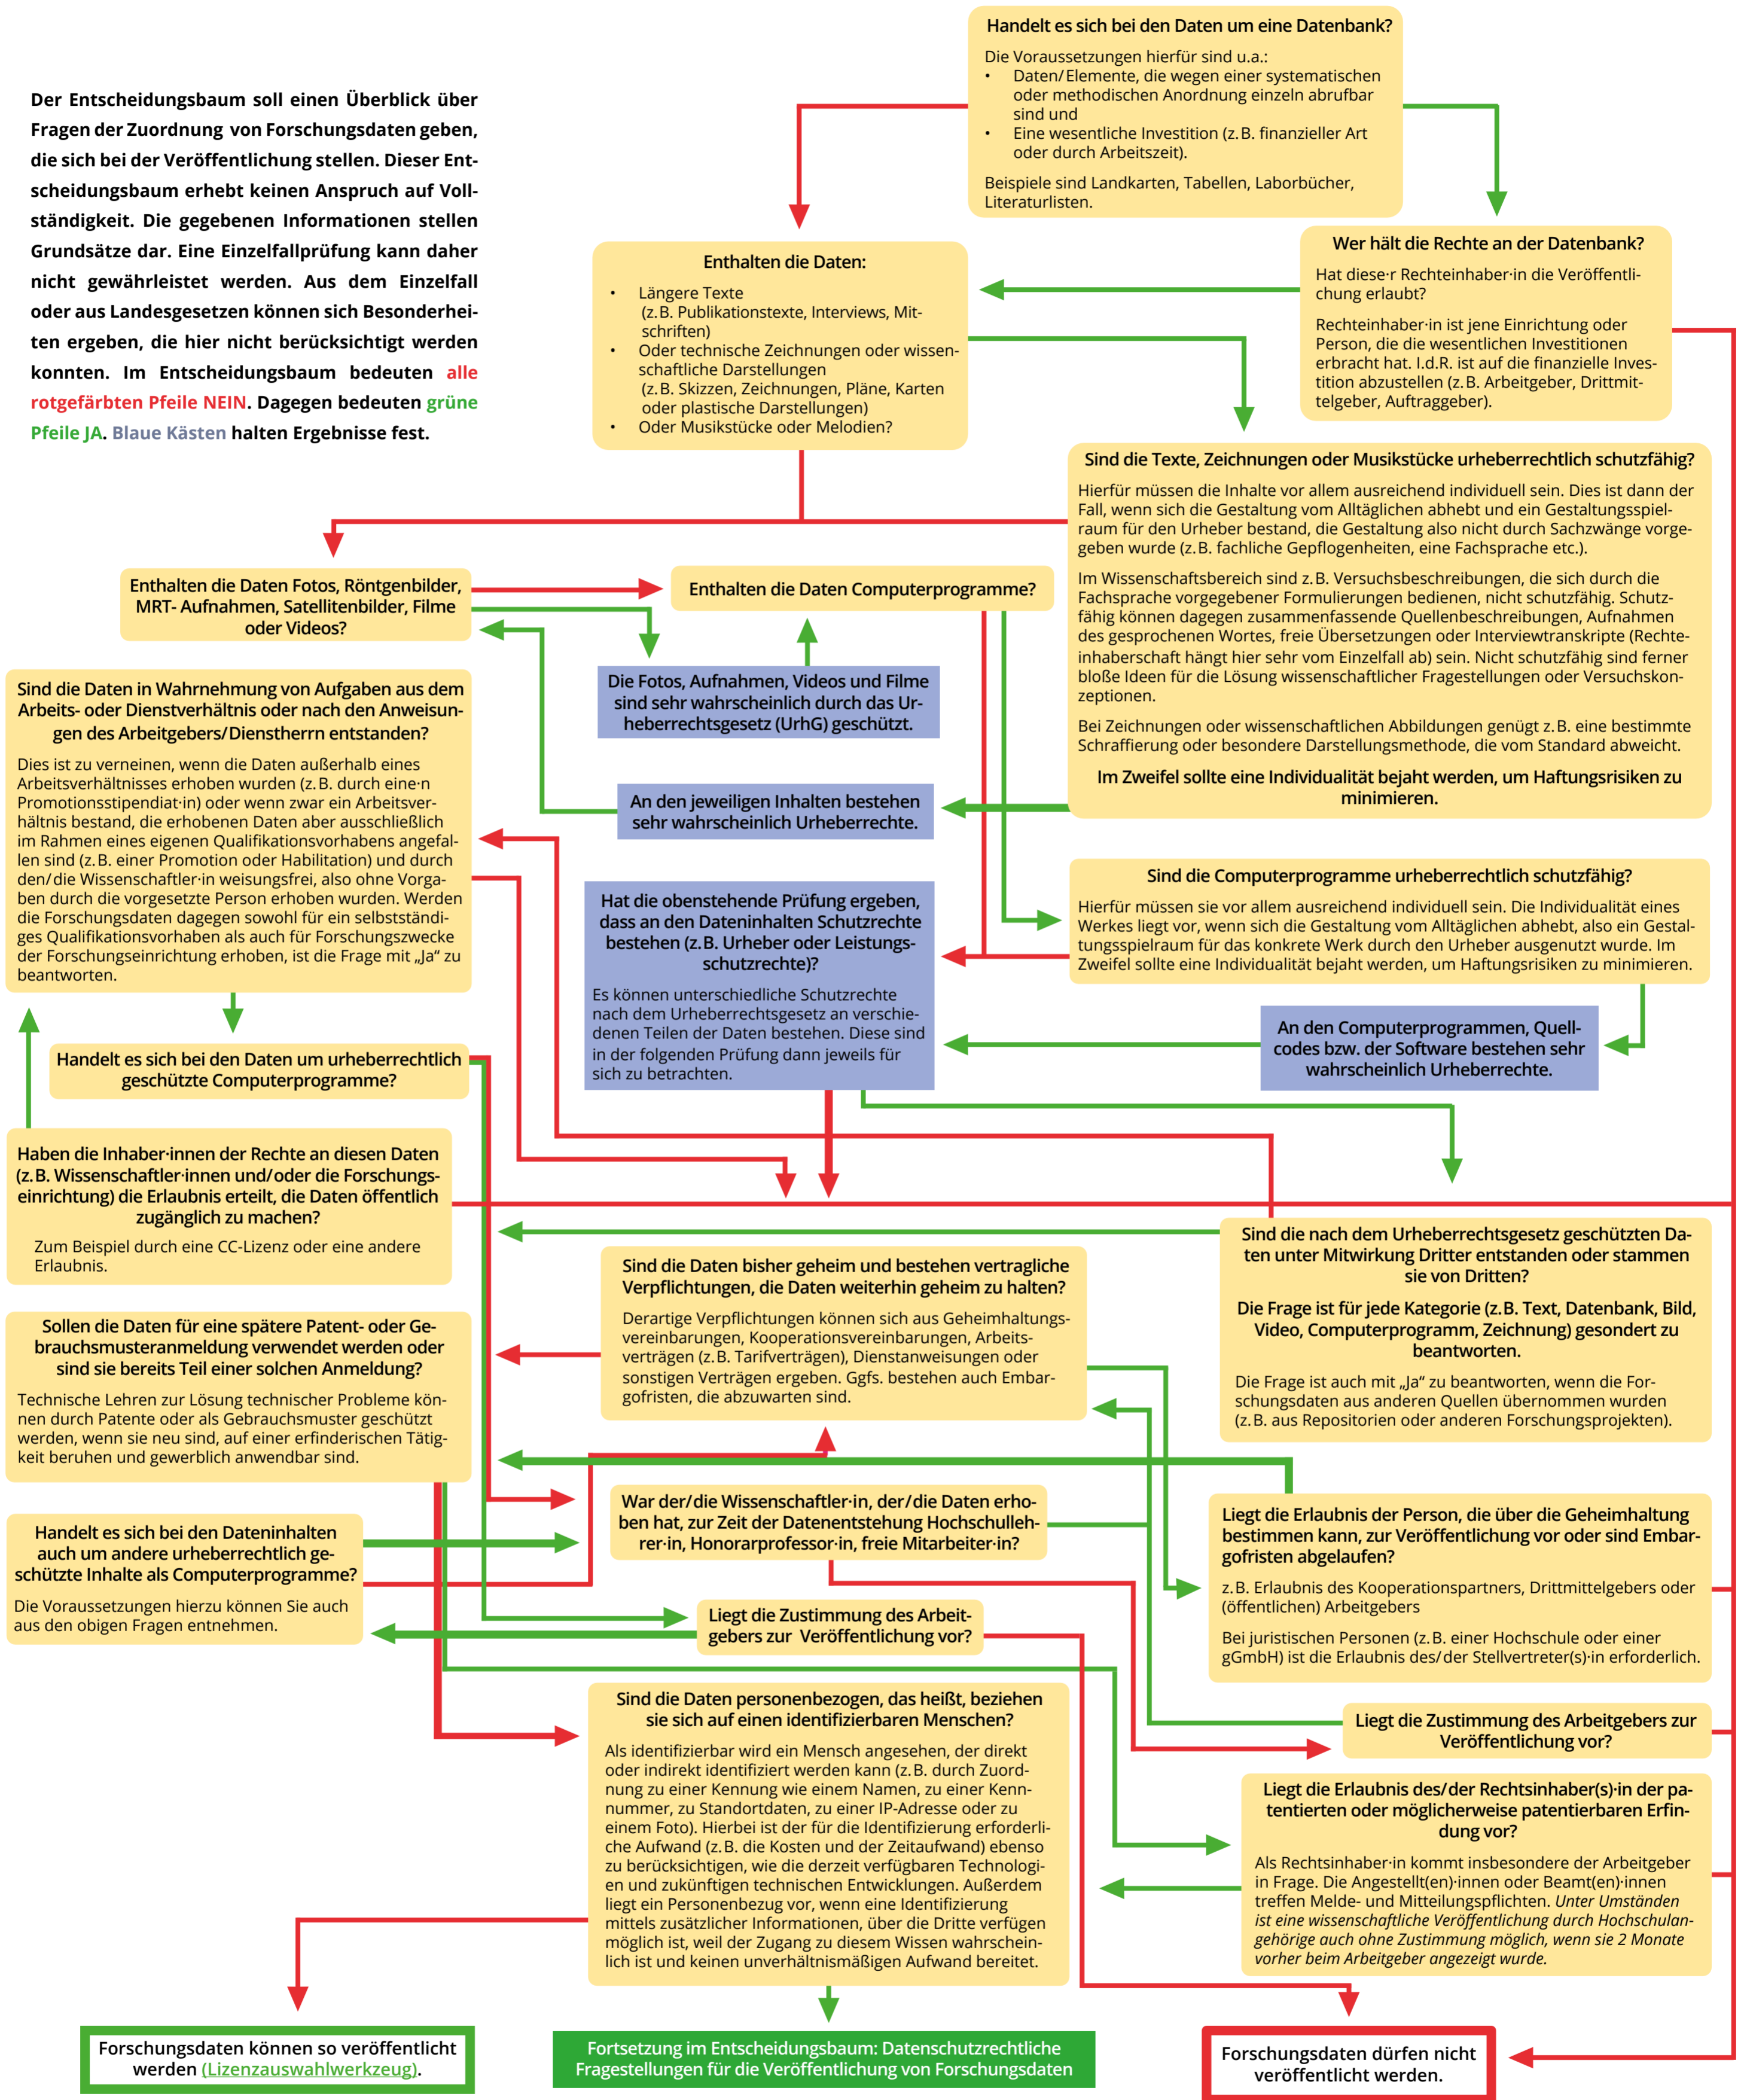 Der Entscheidungsbaum soll einen Überblick über
Fragen der Zuordnung von Forschungsdaten geben,
die sich bei der Veröffentlichung stellen. Dieser Ent-
scheidungsbaum erhebt keinen Anspruch auf Voll-
ständigkeit. Die gegebenen Informationen stellen
Grundsätze dar. Eine Einzelfallprüfung kann daher
nicht gewährleistet werden. Aus dem Einzelfall
oder aus Landesgesetzen können sich Besonderhei-
ten ergeben, die hier nicht berücksichtigt werden
konnten. Im Entscheidungsbaum bedeuten alle
rotgefärbten Pfeile NEIN. Dagegen bedeuten grüne
Pfeile JA. Blaue Kästen halten Ergebnisse fest.
Handelt es sich bei den Daten um eine Datenbank?
Die Voraussetzungen hierfür sind u.a.:
• Daten/Elemente, die wegen einer systematischen
oder methodischen Anordnung einzeln abrufbar
sind und
• Eine wesentliche Investition (z.B. finanzieller Art
oder durch Arbeitszeit).
Beispiele sind Landkarten, Tabellen, Laborbücher,
Literaturlisten.
Wer hält die Rechte an der Datenbank?
Hat diese·r Rechteinhaber·in die Veröffentli-
chung erlaubt?
Rechteinhaber·in ist jene Einrichtung oder
Person, die die wesentlichen Investitionen
erbracht hat. I.d.R. ist auf die finanzielle Inves-
tition abzustellen (z.B. Arbeitgeber, Drittmit-
telgeber, Auftraggeber).
Enthalten die Daten:
• Längere Texte
(z.B. Publikationstexte, Interviews, Mit-
schriften)
• Oder technische Zeichnungen oder wissen-
schaftliche Darstellungen
(z.B. Skizzen, Zeichnungen, Pläne, Karten
oder plastische Darstellungen)
• Oder Musikstücke oder Melodien?
Sind die Texte, Zeichnungen oder Musikstücke urheberrechtlich schutzfähig?
Hierfür müssen die Inhalte vor allem ausreichend individuell sein. Dies ist dann der
Fall, wenn sich die Gestaltung vom Alltäglichen abhebt und ein Gestaltungsspiel-
raum für den Urheber bestand, die Gestaltung also nicht durch Sachzwänge vorge-
geben wurde (z.B. fachliche Gepflogenheiten, eine Fachsprache etc.).
Im Wissenschaftsbereich sind z.B. Versuchsbeschreibungen, die sich durch die
Fachsprache vorgegebener Formulierungen bedienen, nicht schutzfähig. Schutz-
fähig können dagegen zusammenfassende Quellenbeschreibungen, Aufnahmen
des gesprochenen Wortes, freie Übersetzungen oder Interviewtranskripte (Rechte-
inhaberschaft hängt hier sehr vom Einzelfall ab) sein. Nicht schutzfähig sind ferner
bloße Ideen für die Lösung wissenschaftlicher Fragestellungen oder Versuchskon-
zeptionen.
Bei Zeichnungen oder wissenschaftlichen Abbildungen genügt z.B. eine bestimmte
Schraffierung oder besondere Darstellungsmethode, die vom Standard abweicht.
Im Zweifel sollte eine Individualität bejaht werden, um Haftungsrisiken zu
minimieren.
Enthalten die Daten Fotos, Röntgenbilder,
MRT- Aufnahmen, Satellitenbilder, Filme
oder Videos?
Enthalten die Daten Computerprogramme?
Die Fotos, Aufnahmen, Videos und Filme
sind sehr wahrscheinlich durch das Ur-
heberrechtsgesetz (UrhG) geschützt.
An den jeweiligen Inhalten bestehen
sehr wahrscheinlich Urheberrechte.
Sind die Daten in Wahrnehmung von Aufgaben aus dem
Arbeits- oder Dienstverhältnis oder nach den Anweisun-
gen des Arbeitgebers/Dienstherrn entstanden?
Dies ist zu verneinen, wenn die Daten außerhalb eines
Arbeitsverhältnisses erhoben wurden (z.B. durch eine·n
Promotionsstipendiat·in) oder wenn zwar ein Arbeitsver-
hältnis bestand, die erhobenen Daten aber ausschließlich
im Rahmen eines eigenen Qualifikationsvorhabens angefal-
len sind (z.B. einer Promotion oder Habilitation) und durch
den/die Wissenschaftler·in weisungsfrei, also ohne Vorga-
ben durch die vorgesetzte Person erhoben wurden. Werden
die Forschungsdaten dagegen sowohl für ein selbstständi-
ges Qualifikationsvorhaben als auch für Forschungszwecke
der Forschungseinrichtung erhoben, ist die Frage mit „Ja“ zu
beantworten.
Hat die obenstehende Prüfung ergeben,
dass an den Dateninhalten Schutzrechte
bestehen (z.B. Urheber oder Leistungs-
schutzrechte)?
Es können unterschiedliche Schutzrechte
nach dem Urheberrechtsgesetz an verschie-
denen Teilen der Daten bestehen. Diese sind
in der folgenden Prüfung dann jeweils für
sich zu betrachten.
Sind die Computerprogramme urheberrechtlich schutzfähig?
Hierfür müssen sie vor allem ausreichend individuell sein. Die Individualität eines
Werkes liegt vor, wenn sich die Gestaltung vom Alltäglichen abhebt, also ein Gestal-
tungsspielraum für das konkrete Werk durch den Urheber ausgenutzt wurde. Im
Zweifel sollte eine Individualität bejaht werden, um Haftungsrisiken zu minimieren.
An den Computerprogrammen, Quell-
codes bzw. der Software bestehen sehr
wahrscheinlich Urheberrechte.
Handelt es sich bei den Daten um urheberrechtlich
geschützte Computerprogramme?
Haben die Inhaber·innen der Rechte an diesen Daten
(z.B. Wissenschaftler·innen und/oder die Forschungs-
einrichtung) die Erlaubnis erteilt, die Daten öffentlich
zugänglich zu machen?
Zum Beispiel durch eine CC-Lizenz oder eine andere
Erlaubnis.
Sind die nach dem Urheberrechtsgesetz geschützten Da-
ten unter Mitwirkung Dritter entstanden oder stammen
sie von Dritten?
Die Frage ist für jede Kategorie (z.B. Text, Datenbank, Bild,
Video, Computerprogramm, Zeichnung) gesondert zu
beantworten.
Die Frage ist auch mit „Ja“ zu beantworten, wenn die For-
schungsdaten aus anderen Quellen übernommen wurden
(z.B. aus Repositorien oder anderen Forschungsprojekten).
Sind die Daten bisher geheim und bestehen vertragliche
Verpflichtungen, die Daten weiterhin geheim zu halten?
Derartige Verpflichtungen können sich aus Geheimhaltungs-
vereinbarungen, Kooperationsvereinbarungen, Arbeits-
verträgen (z.B. Tarifverträgen), Dienstanweisungen oder
sonstigen Verträgen ergeben. Ggfs. bestehen auch Embar-
gofristen, die abzuwarten sind.
Sollen die Daten für eine spätere Patent- oder Ge-
brauchsmusteranmeldung verwendet werden oder
sind sie bereits Teil einer solchen Anmeldung?
Technische Lehren zur Lösung technischer Probleme kön-
nen durch Patente oder als Gebrauchsmuster geschützt
werden, wenn sie neu sind, auf einer erfinderischen Tätig-
keit beruhen und gewerblich anwendbar sind.
War der/die Wissenschaftler·in, der/die Daten erho-
ben hat, zur Zeit der Datenentstehung Hochschulleh-
rer·in, Honorarprofessor·in, freie Mitarbeiter·in?
Liegt die Erlaubnis der Person, die über die Geheimhaltung
bestimmen kann, zur Veröffentlichung vor oder sind Embar-
gofristen abgelaufen?
z.B. Erlaubnis des Kooperationspartners, Drittmittelgebers oder
(öffentlichen) Arbeitgebers
Bei juristischen Personen (z.B. einer Hochschule oder einer
gGmbH) ist die Erlaubnis des/der Stellvertreter(s)·in erforderlich.
Handelt es sich bei den Dateninhalten
auch um andere urheberrechtlich ge-
schützte Inhalte als Computerprogramme?
Die Voraussetzungen hierzu können Sie auch
aus den obigen Fragen entnehmen.
Liegt die Zustimmung des Arbeit-
gebers zur Veröffentlichung vor?
Sind die Daten personenbezogen, das heißt, beziehen
sie sich auf einen identifizierbaren Menschen?
Als identifizierbar wird ein Mensch angesehen, der direkt
oder indirekt identifiziert werden kann (z.B. durch Zuord-
nung zu einer Kennung wie einem Namen, zu einer Kenn-
nummer, zu Standortdaten, zu einer IP-Adresse oder zu
einem Foto). Hierbei ist der für die Identifizierung erforderli-
che Aufwand (z.B. die Kosten und der Zeitaufwand) ebenso
zu berücksichtigen, wie die derzeit verfügbaren Technologi-
en und zukünftigen technischen Entwicklungen. Außerdem
liegt ein Personenbezug vor, wenn eine Identifizierung
mittels zusätzlicher Informationen, über die Dritte verfügen
möglich ist, weil der Zugang zu diesem Wissen wahrschein-
lich ist und keinen unverhältnismäßigen Aufwand bereitet.
Liegt die Zustimmung des Arbeitgebers zur
Veröffentlichung vor?
Liegt die Erlaubnis des/der Rechtsinhaber(s)·in der pa-
tentierten oder möglicherweise patentierbaren Erfin-
dung vor?
Als Rechtsinhaber·in kommt insbesondere der Arbeitgeber
in Frage. Die Angestellt(en)·innen oder Beamt(en)·innen
treffen Melde- und Mitteilungspflichten. Unter Umständen
ist eine wissenschaftliche Veröffentlichung durch Hochschulan-
gehörige auch ohne Zustimmung möglich, wenn sie 2 Monate
vorher beim Arbeitgeber angezeigt wurde.
Forschungsdaten können so veröffentlicht
werden (Lizenzauswahlwerkzeug).
Fortsetzung im Entscheidungsbaum: Datenschutzrechtliche
Fragestellungen für die Veröffentlichung von Forschungsdaten
Forschungsdaten dürfen nicht
veröffentlicht werden.